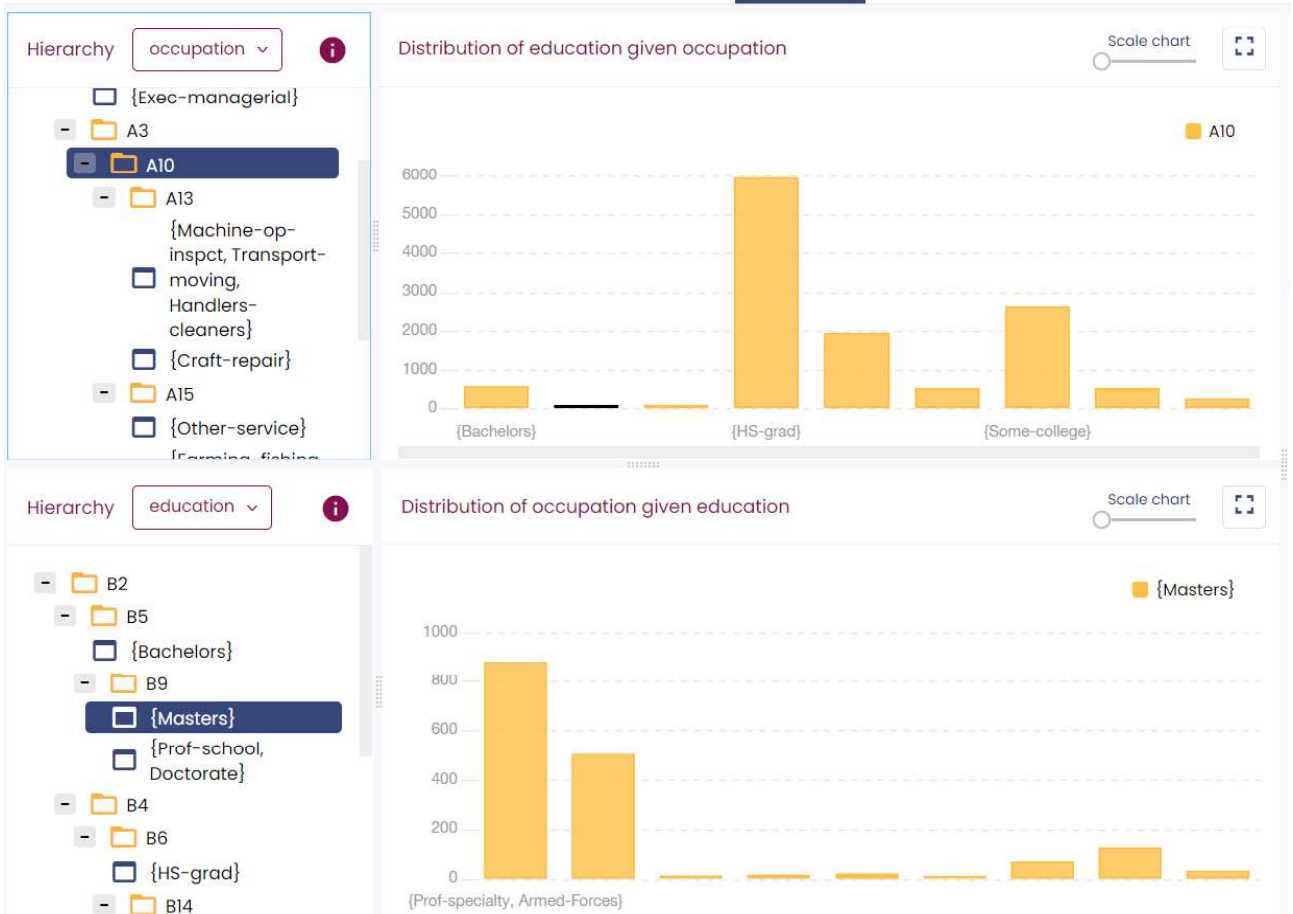 Hierarchy
occupation
i
{Exec-managerial}
A3
A10
A13
{Machine-op-
inspct, Transport-
moving,
Handlers-
cleaners}
{Craft-repair}
A15
{Other-service}
{Farming-fishing
Distribution of education given occupation
Scale chart
A10
6000
5000
4000
3000
2000
1000
0
{Bachelors} {HS-grad} {Some-college}
Hierarchy
education
i
B2
B5
{Bachelors}
B9
{Masters}
{Prof-school,
Doctorate}
B4
B6
{HS-grad}
B14
Distribution of occupation given education
Scale chart
{Masters}
1000
800
600
400
200
0
{Prof-specialty, Armed-Forces}